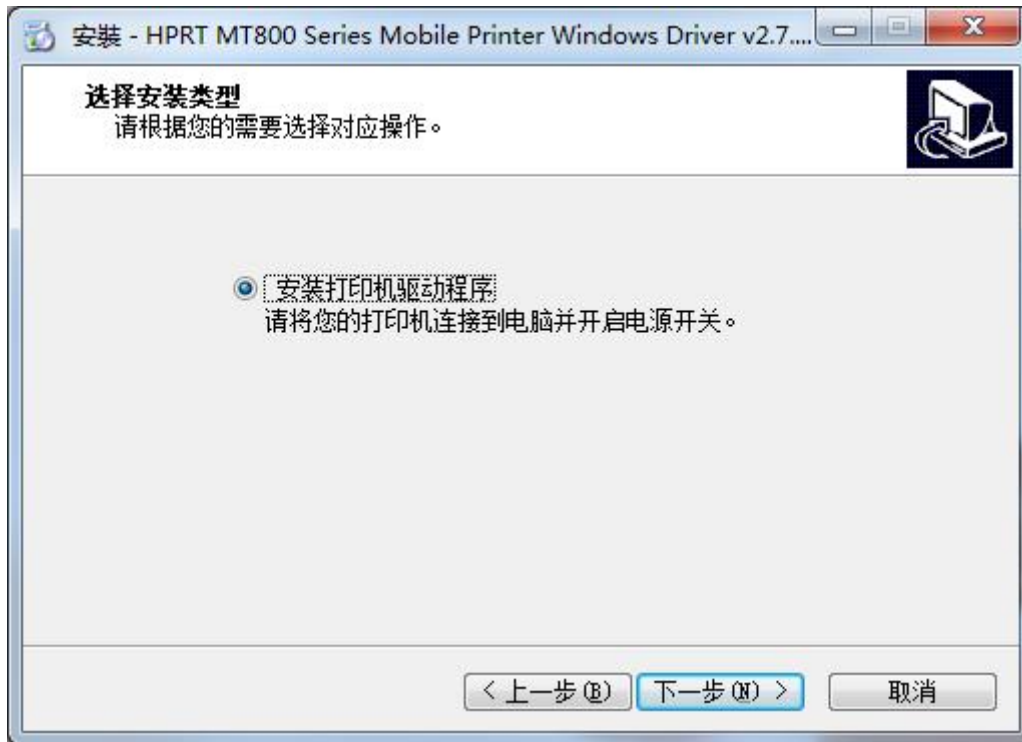 安裝 - HPRT MT800 Series Mobile Printer Windows Driver v2.7....
选择安装类型
请根据您的需要选择对应操作。
安装打印机驱动程序
请将您的打印机连接到电脑并开启电源开关。
< 上一步(B) 下一步(N) > 取消